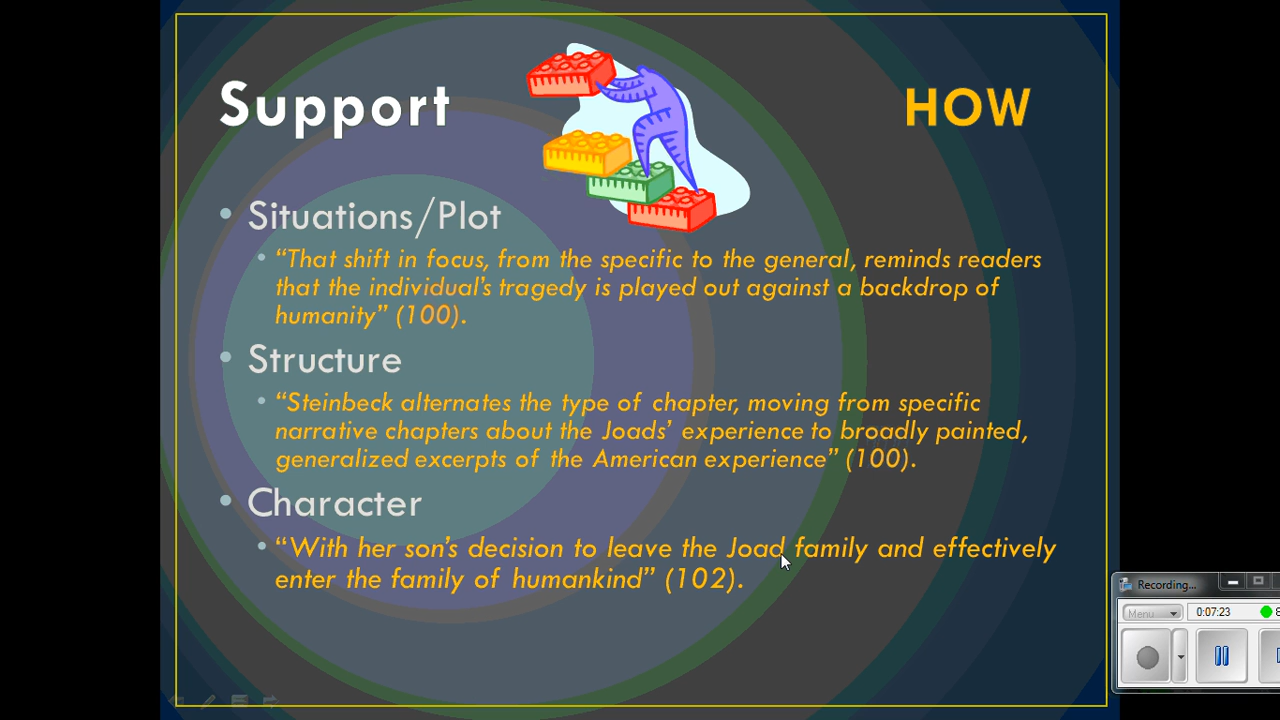 Support
HOW
Situations/Plot
“That shift in focus, from the specific to the general, reminds readers
that the individual’s tragedy is played out against a backdrop of
humanity” (100).
Structure
“Steinbeck alternates the type of chapter, moving from specific
narrative chapters about the Joads’ experience to broadly painted,
generalized excerpts of the American experience” (100).
Character
“With her son’s decision to leave the Joad family and effectively
enter the family of humankind” (102).
Recording...
Menu
0:07:23